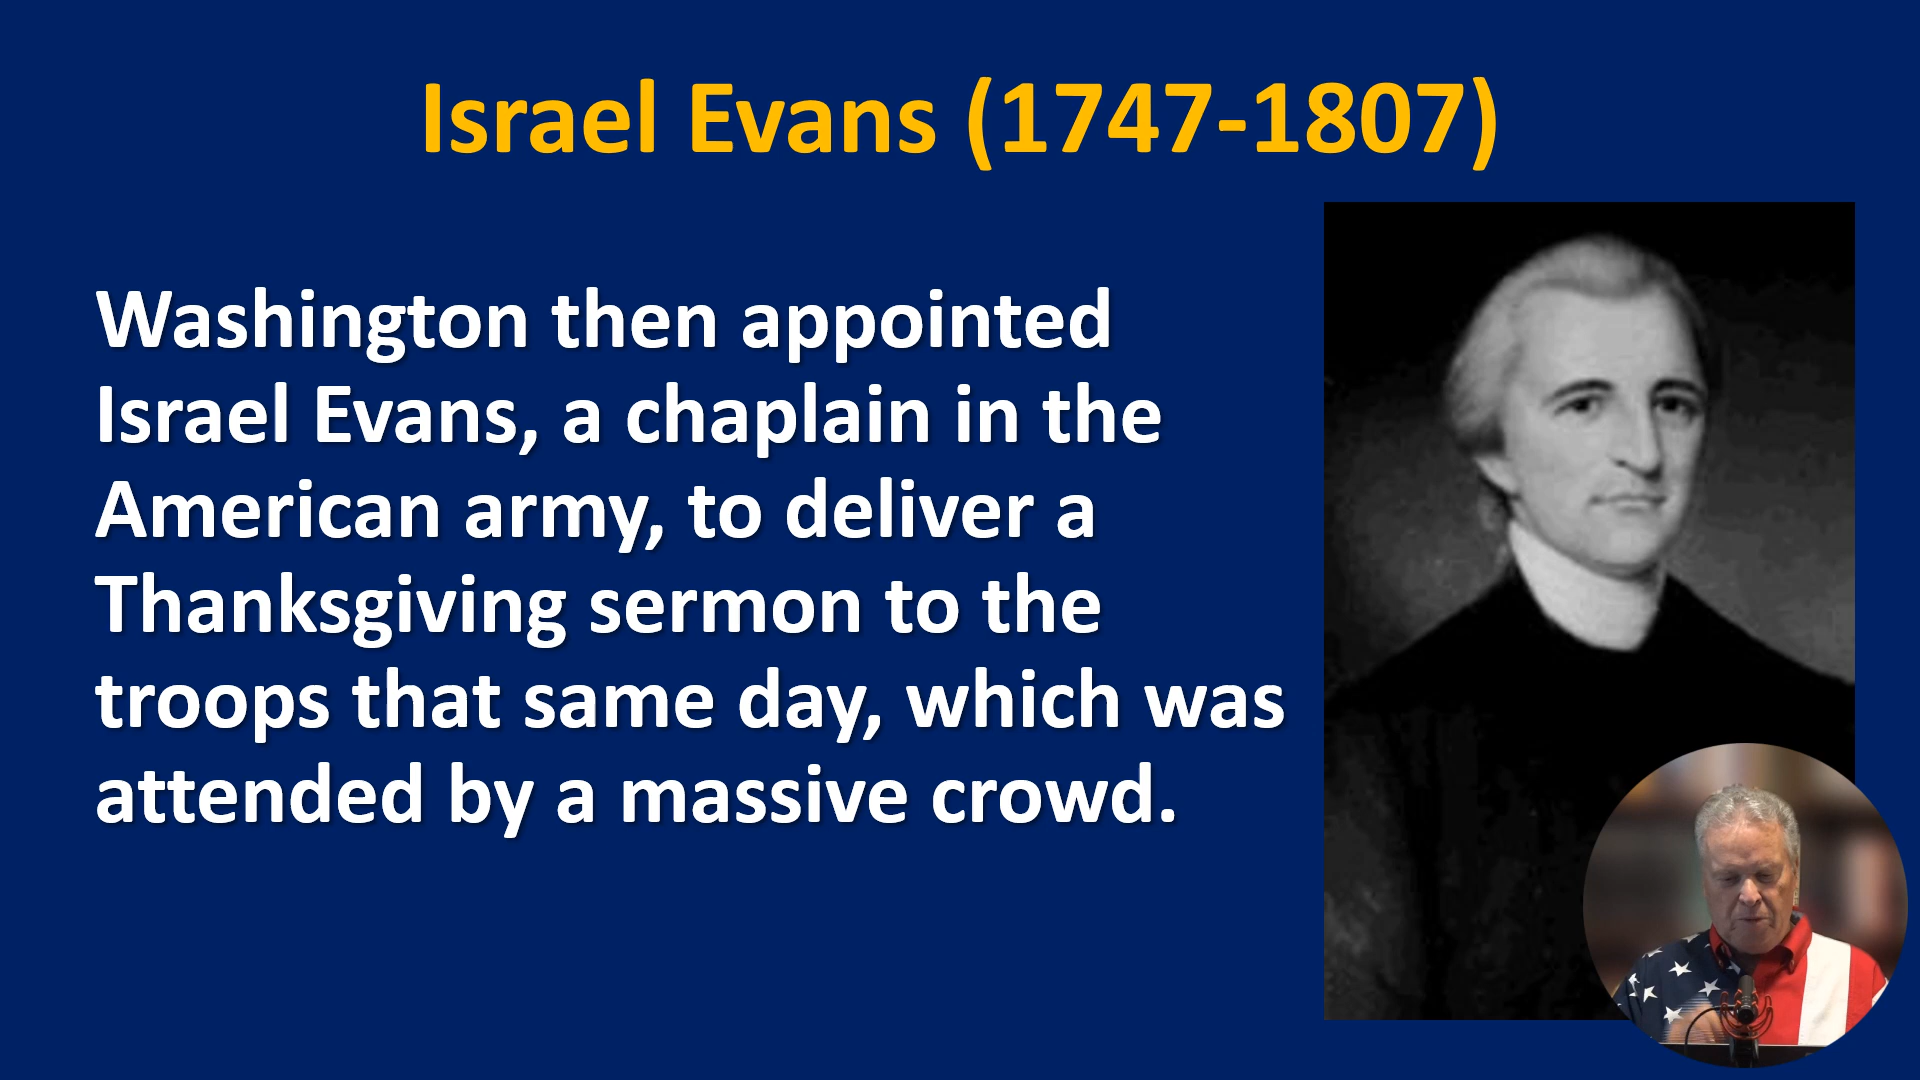 Israel Evans (1747-1807)
Washington then appointed
Israel Evans, a chaplain in the
American army, to deliver a
Thanksgiving sermon to the
troops that same day, which was
attended by a massive crowd.